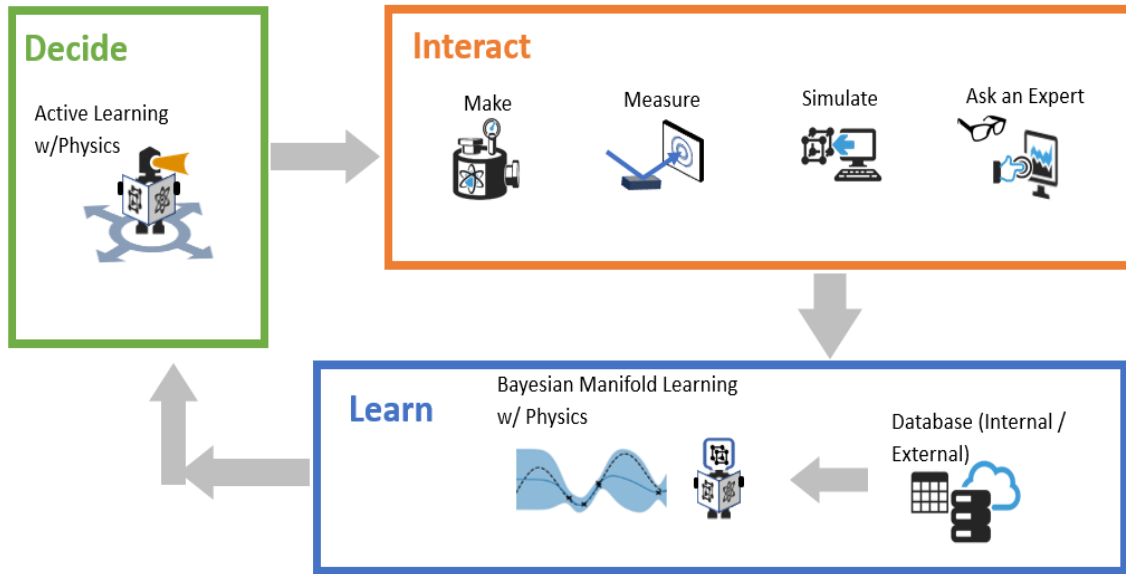 Decide
Active Learning
w/Physics
Interact
Make
Measure
Simulate
Ask an Expert
Learn
Bayesian Manifold Learning
w/ Physics
Database (Internal /
External)